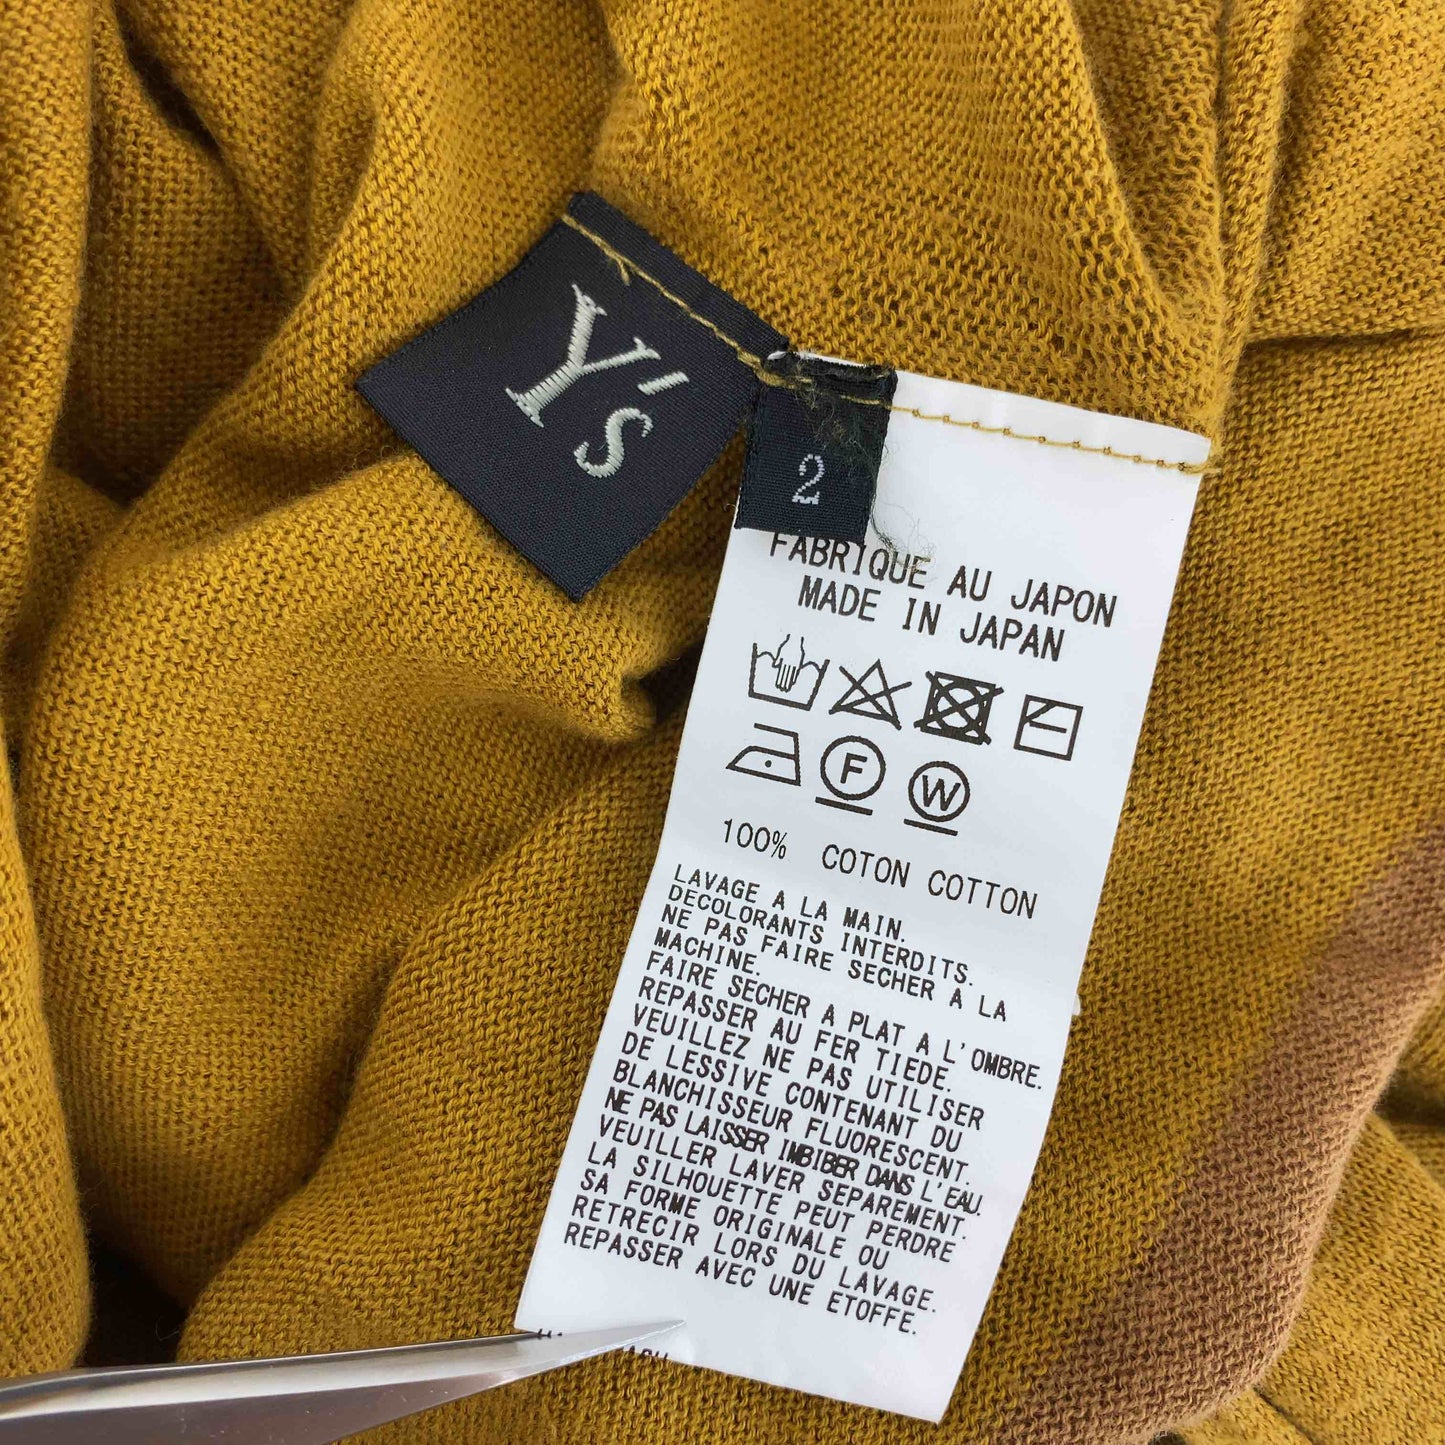 Y's
2
FABRIQUE AU JAPON
MADE IN JAPAN
F
W
100% COTON COTTON
LAVAGE A LA MAIN.
DECOLORANTS INTERDITS.
NE PAS FAIRE SECHER A LA
MACHINE.
FAIRE SECHER A PLAT A L'OMBRE.
REPASSER AU FER TIEDE.
VEUILLEZ NE PAS UTILISER
DE LESSIVE CONTENANT DU
BLANCHISSEUR FLUORESCENT.
NE PAS LAISSER IMBIBER DANS L'EAU.
VEUILLER LAVER SEPAREMENT.
LA SILHOUETTE PEUT PERDRE
SA FORME ORIGINALE OU
RETRECIR LORS DU LAVAGE.
REPASSER AVEC UNE ETOFFE.